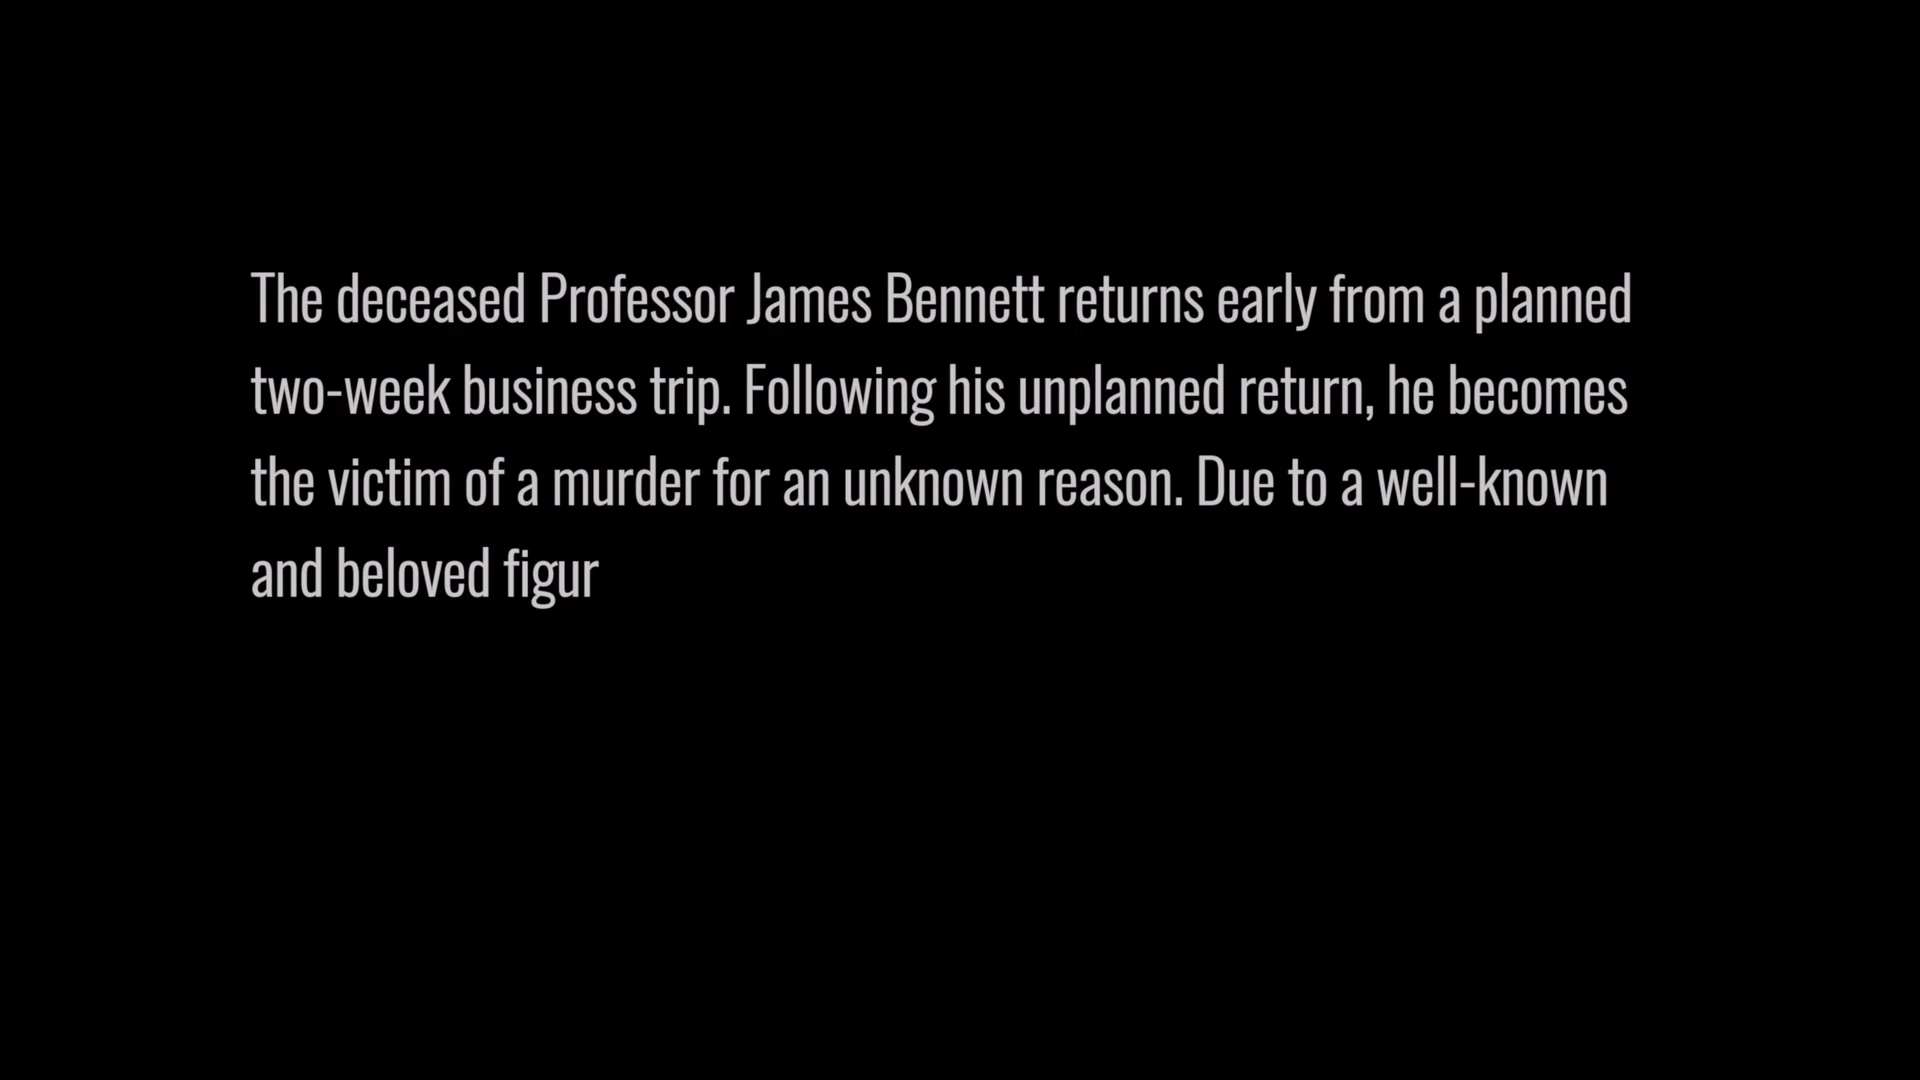 The deceased Professor James Bennett returns early from a planned
two-week business trip. Following his unplanned return, he becomes
the victim of a murder for an unknown reason. Due to a well-known
and beloved figur